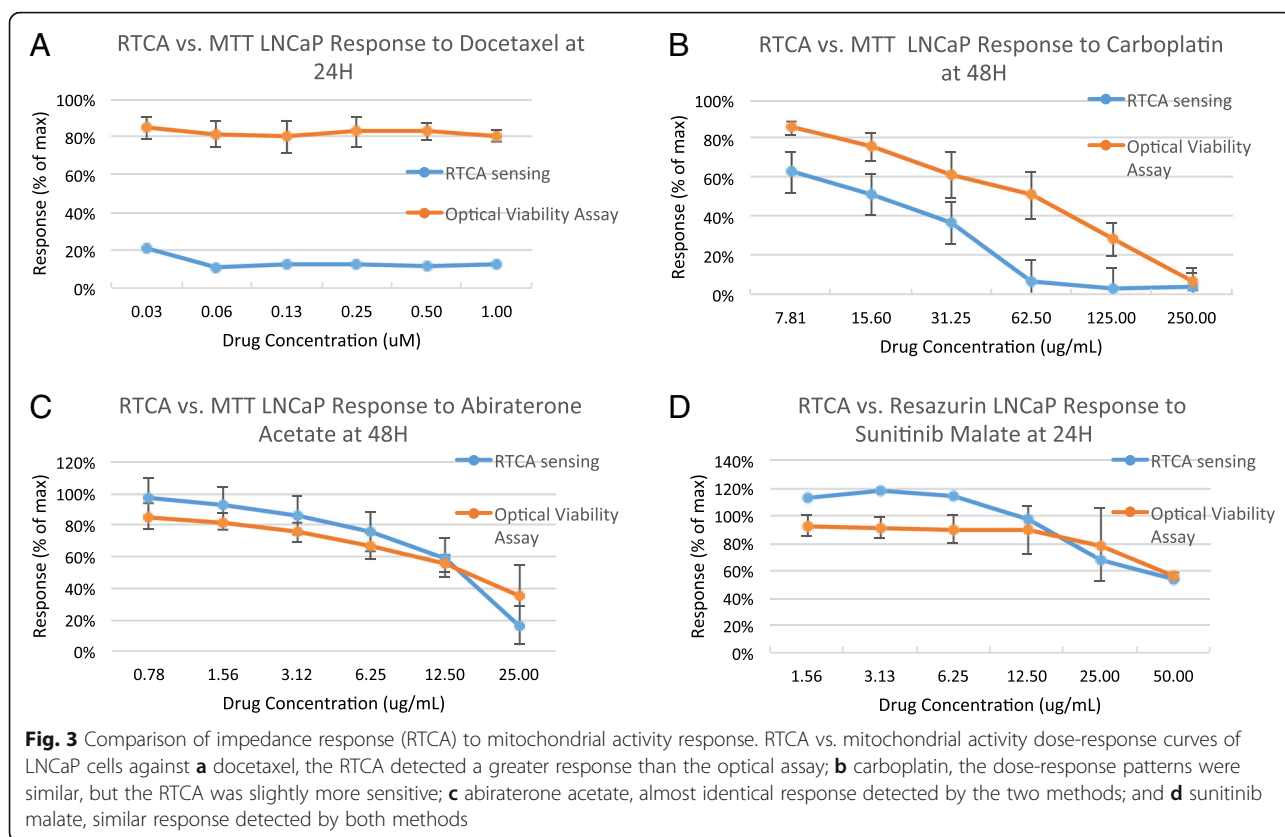 A
RTCA vs. MTT LNCaP Response to Docetaxel at
24H
Response (% of max)
100%
80%
60%
40%
20%
0%
RTCA sensing
Optical Viability Assay
0.03 0.06 0.13 0.25 0.50 1.00
Drug Concentration (uM)
B
RTCA vs. MTT LNCaP Response to Carboplatin
at 48H
Response (% of max)
100%
80%
60%
40%
20%
0%
RTCA sensing
Optical Viability
Assay
7.81 15.60 31.25 62.50 125.00 250.00
Drug Concentration (ug/mL)
C
RTCA vs. MTT LNCaP Response to Abiraterone
Acetate at 48H
Response (% of max)
120%
100%
80%
60%
40%
20%
0%
RTCA sensing
Optical Viability
Assay
0.78 1.56 3.12 6.25 12.50 25.00
Drug Concentration (ug/mL)
D
RTCA vs. Resazurin LNCaP Response to
Sunitinib Malate at 24H
Response (% of max)
140%
120%
100%
80%
60%
40%
20%
0%
RTCA sensing
Optical Viability
Assay
1.56 3.13 6.25 12.50 25.00 50.00
Drug Concentration (ug/mL)
Fig. 3 Comparison of impedance response (RTCA) to mitochondrial activity response. RTCA vs. mitochondrial activity dose-response curves of
LNCaP cells against a docetaxel, the RTCA detected a greater response than the optical assay; b carboplatin, the dose-response patterns were
similar, but the RTCA was slightly more sensitive; c abiraterone acetate, almost identical response detected by the two methods; and d sunitinib
malate, similar response detected by both methods